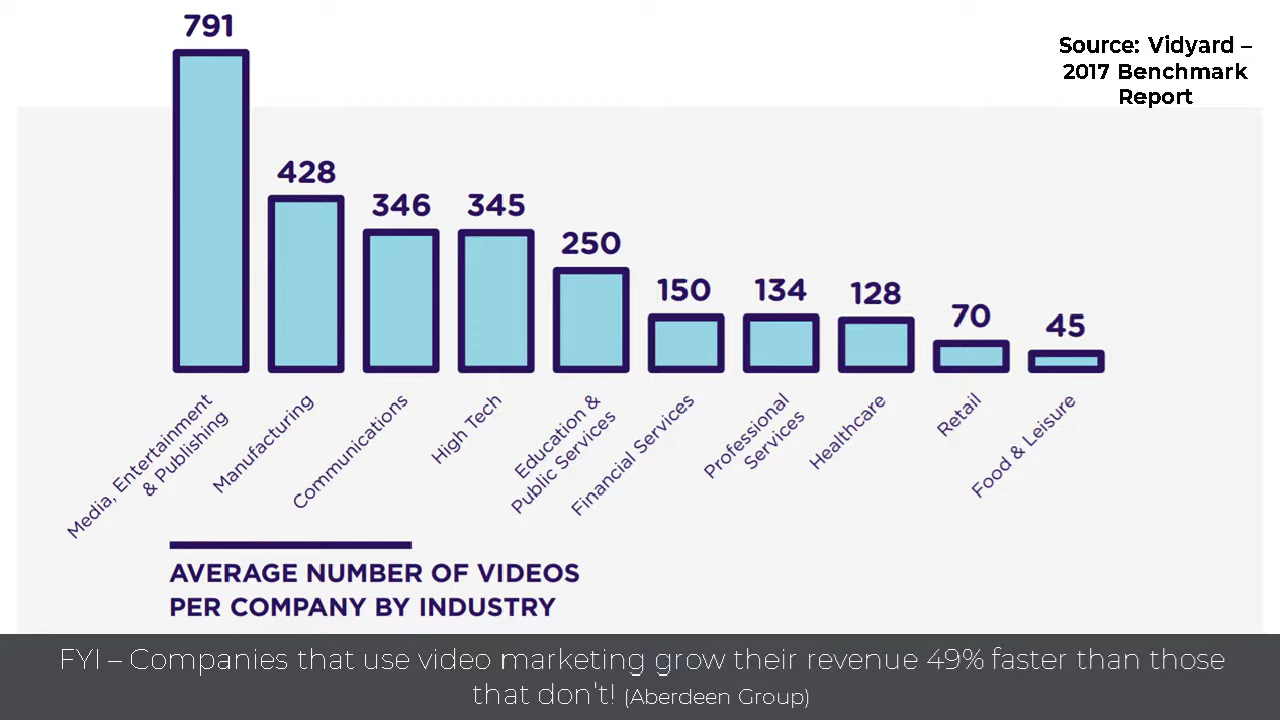 791
Source: Vidyard –
2017 Benchmark
Report
428
346
345
250
150
134
128
70
45
Media, Entertainment
& Publishing
Manufacturing
Communications
High Tech
Education &
Public Services
Financial Services
Professional
Services
Healthcare
Retail
Food & Leisure
AVERAGE NUMBER OF VIDEOS
PER COMPANY BY INDUSTRY
FYI – Companies that use video marketing grow their revenue 49% faster than those
that don't! (Aberdeen Group)